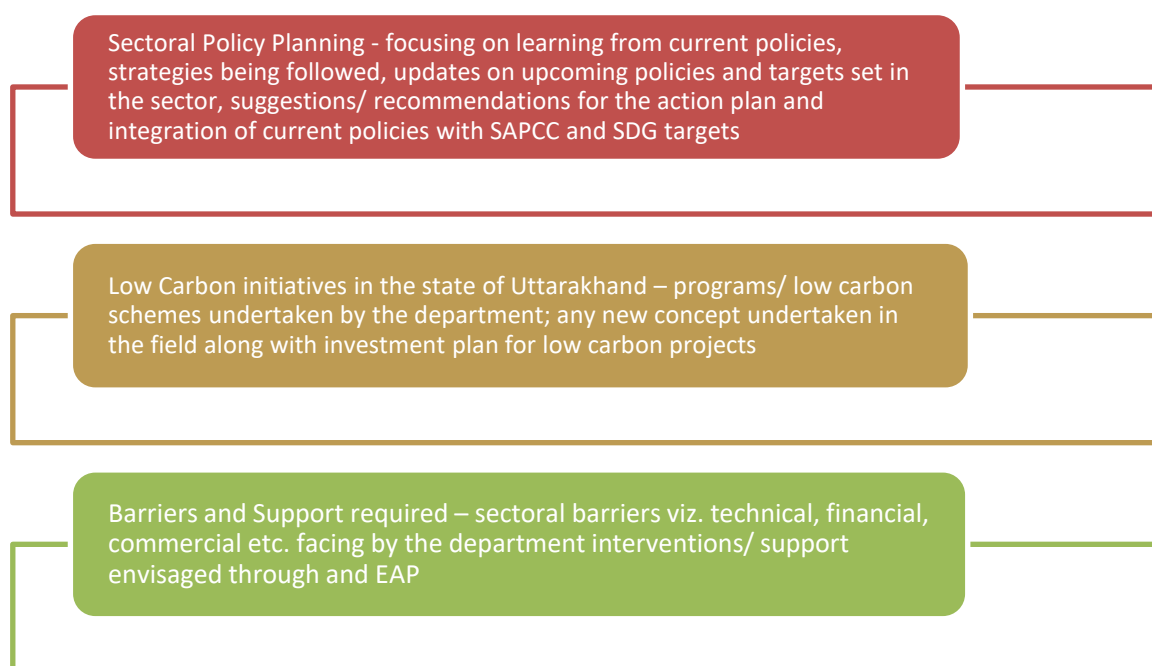 Sectoral Policy Planning - focusing on learning from current policies,
strategies being followed, updates on upcoming policies and targets set in
the sector, suggestions/ recommendations for the action plan and
integration of current policies with SAPCC and SDG targets
Low Carbon initiatives in the state of Uttarakhand – programs/ low carbon
schemes undertaken by the department; any new concept undertaken in
the field along with investment plan for low carbon projects
Barriers and Support required – sectoral barriers viz. technical, financial,
commercial etc. facing by the department interventions/ support
envisaged through and EAP